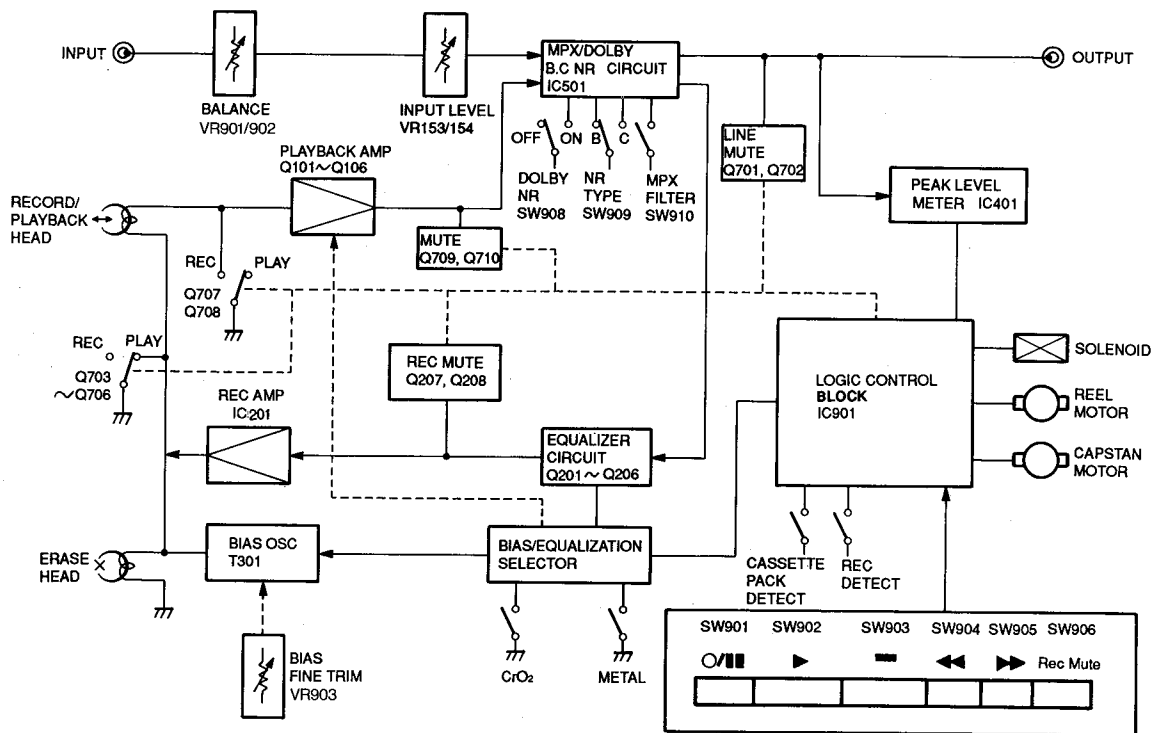 INPUT
BALANCE
VR901/902
INPUT LEVEL
VR153/154
MPX/DOLBY
B.C NR CIRCUIT
IC501
OUTPUT
OFF
ON
B
C
DOLBY
NR
SW908
NR
TYPE
SW909
MPX
FILTER
SW910
LINE
MUTE
Q701, Q702
PEAK LEVEL
METER IC401
PLAYBACK AMP
Q101~Q106
RECORD/
PLAYBACK
HEAD
MUTE
Q709, Q710
REC
PLAY
Q707
Q708
REC
PLAY
Q703
~Q706
REC MUTE
Q207, Q208
REC AMP
IC201
EQUALIZER
CIRCUIT
Q201~Q206
LOGIC CONTROL
BLOCK
IC901
SOLENOID
REEL
MOTOR
CAPSTAN
MOTOR
ERASE
HEAD
BIAS OSC
T301
BIAS/EQUALIZATION
SELECTOR
CASSETTE
PACK
DETECT
REC
DETECT
BIAS
FINE TRIM
VR903
CrO₂
METAL
SW901 SW902 SW903 SW904 SW905 SW906
Rec Mute